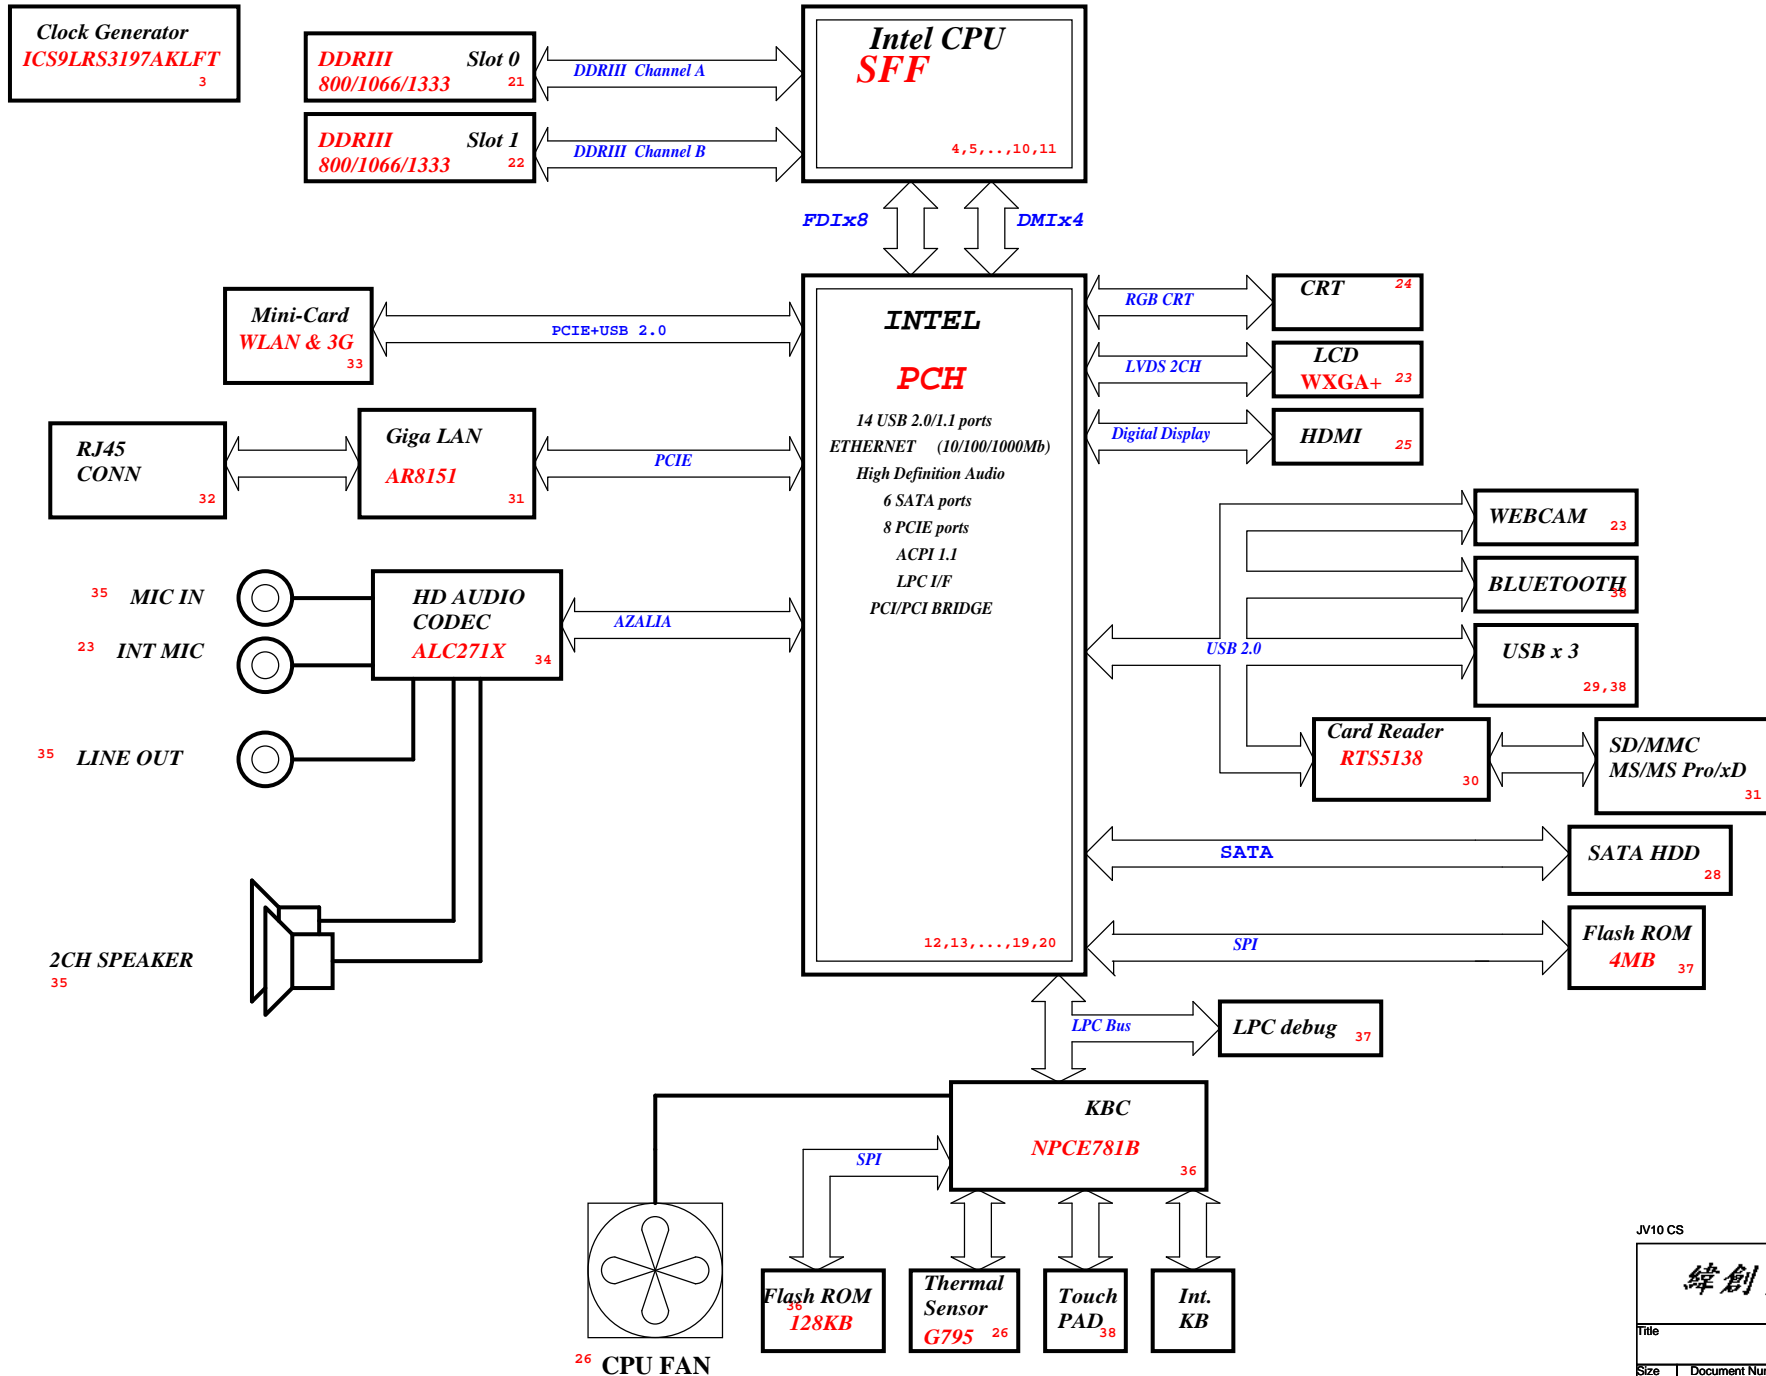 Clock Generator
ICS9LRS3197AKLFT
3
DDRIII Slot 0
800/1066/1333 21
DDRIII Channel A
DDRIII Slot 1
800/1066/1333 22
DDRIII Channel B
Intel CPU
SFF
4,5,..,10,11
FDIx8
DMIx4
Mini-Card
WLAN & 3G
33
PCIE+USB 2.0
INTEL
PCH
14 USB 2.0/1.1 ports
ETHERNET (10/100/1000Mb)
High Definition Audio
6 SATA ports
8 PCIE ports
ACPI 1.1
LPC I/F
PCI/PCI BRIDGE
12,13,...,19,20
RGB CRT
CRT 24
LVDS 2CH
LCD
WXGA+ 23
Digital Display
HDMI 25
RJ45
CONN
32
Giga LAN
AR8151
31
PCIE
WEBCAM 23
BLUETOOTH
38
USB 2.0
USB x 3
29,38
35 MIC IN
23 INT MIC
HD AUDIO
CODEC
ALC271X
34
AZALIA
35 LINE OUT
Card Reader
RTS5138
30
SD/MMC
MS/MS Pro/xD
31
SATA
SATA HDD
28
2CH SPEAKER
35
SPI
Flash ROM
4MB 37
LPC Bus
LPC debug 37
KBC
NPCE781B
36
SPI
26 CPU FAN
Flash ROM
36
128KB
Thermal
Sensor
G795 26
Touch
PAD
38
Int.
KB
JV10 CS
緯創
Title
Size Document Num